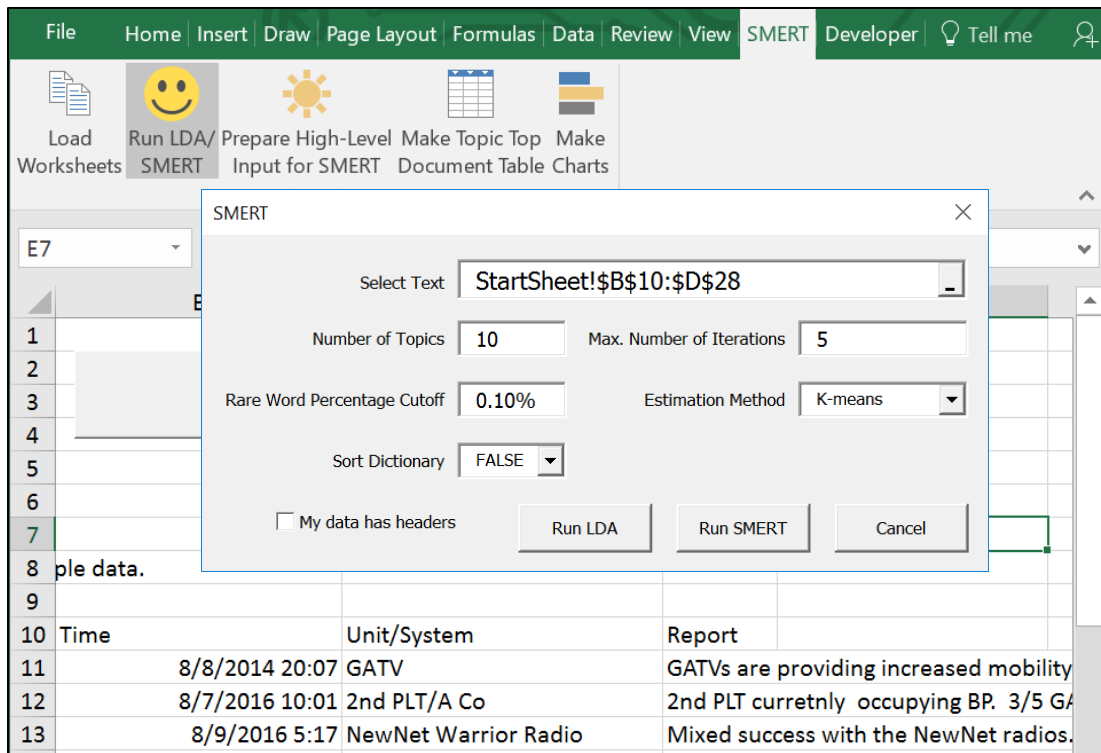 File Home Insert Draw Page Layout Formulas Data Review View SMERT Developer Tell me
Load Worksheets
Run LDA/ SMERT
Prepare High-Level Input for SMERT
Make Topic Top Document Table
Make Charts
SMERT
E7
Select Text StartSheet!$B$10:$D$28
Number of Topics 10 Max. Number of Iterations 5
Rare Word Percentage Cutoff 0.10% Estimation Method K-means
Sort Dictionary FALSE
My data has headers Run LDA Run SMERT Cancel
1
2
3
4
5
6
7
8 ple data.
9
10 Time Unit/System Report
11 8/8/2014 20:07 GATV GATVs are providing increased mobility
12 8/7/2016 10:01 2nd PLT/A Co 2nd PLT curretnly occupying BP. 3/5 GA
13 8/9/2016 5:17 NewNet Warrior Radio Mixed success with the NewNet radios.